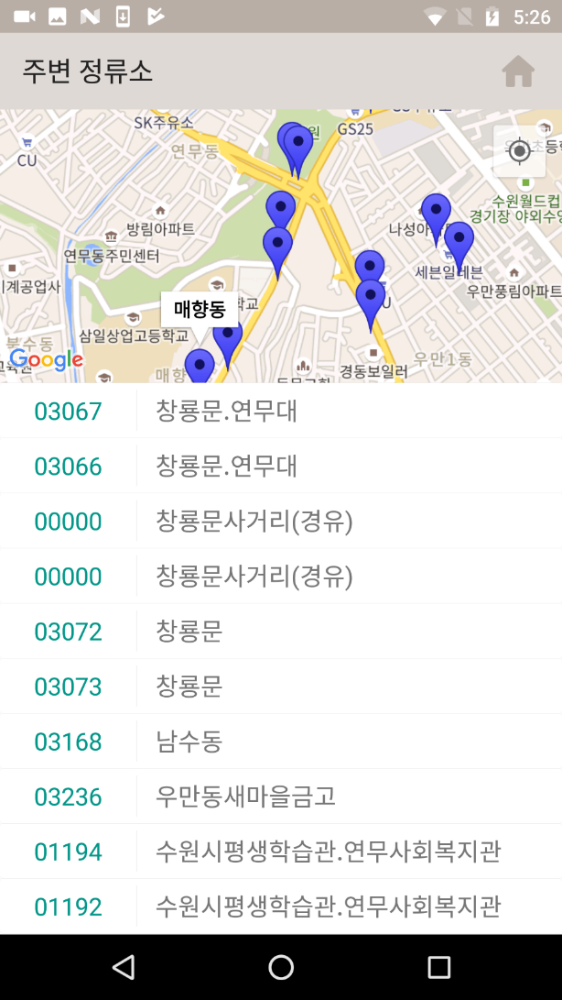 5:26
주변 정류소
SK주유소
GS25
CU
연무동
방림아파트
연무동주민센터
수원월드컵
경기장 야외수영
세븐일레븐
기계공업사
우만풍림아파트
매향동
삼일상업고등학교
북수동
Google
우만1동
경동보일러
매향
03067 창룡문.연무대
03066 창룡문.연무대
00000 창룡문사거리(경유)
00000 창룡문사거리(경유)
03072 창룡문
03073 창룡문
03168 남수동
03236 우만동새마을금고
01194 수원시평생학습관.연무사회복지관
01192 수원시평생학습관.연무사회복지관